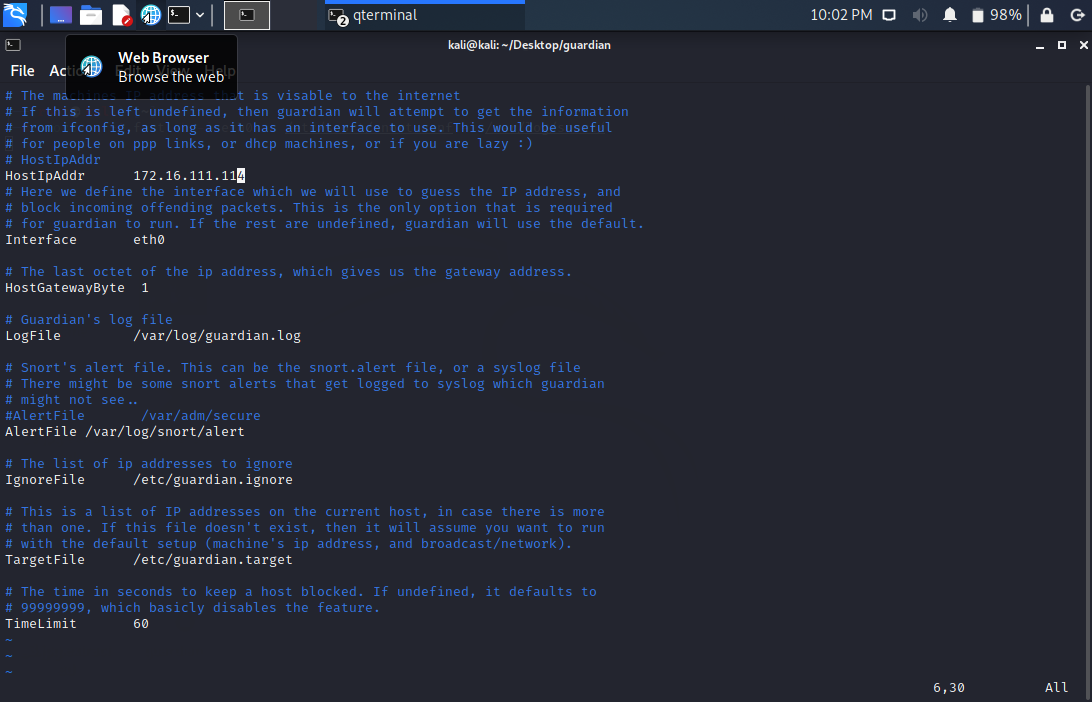 qterminal
2
10:02 PM
98%
kali@kali: ~/Desktop/guardian
Web Browser
Browse the web
File
# The machines IP address that is visable to the internet
# If this is left undefined, then guardian will attempt to get the information
# from ifconfig, as long as it has an interface to use. This would be useful
# for people on ppp links, or dhcp machines, or if you are lazy :)
# HostIpAddr
HostIpAddr 172.16.111.114
# Here we define the interface which we will use to guess the IP address, and
# block incoming offending packets. This is the only option that is required
# for guardian to run. If the rest are undefined, guardian will use the default.
Interface eth0
# The last octet of the ip address, which gives us the gateway address.
HostGatewayByte 1
# Guardian's log file
LogFile /var/log/guardian.log
# Snort's alert file. This can be the snort.alert file, or a syslog file
# There might be some snort alerts that get logged to syslog which guardian
# might not see..
#AlertFile /var/adm/secure
AlertFile /var/log/snort/alert
# The list of ip addresses to ignore
IgnoreFile /etc/guardian.ignore
# This is a list of IP addresses on the current host, in case there is more
# than one. If this file doesn't exist, then it will assume you want to run
# with the default setup (machine's ip address, and broadcast/network).
TargetFile /etc/guardian.target
# The time in seconds to keep a host blocked. If undefined, it defaults to
# 99999999, which basicly disables the feature.
TimeLimit 60
~
~
~
6,30 All